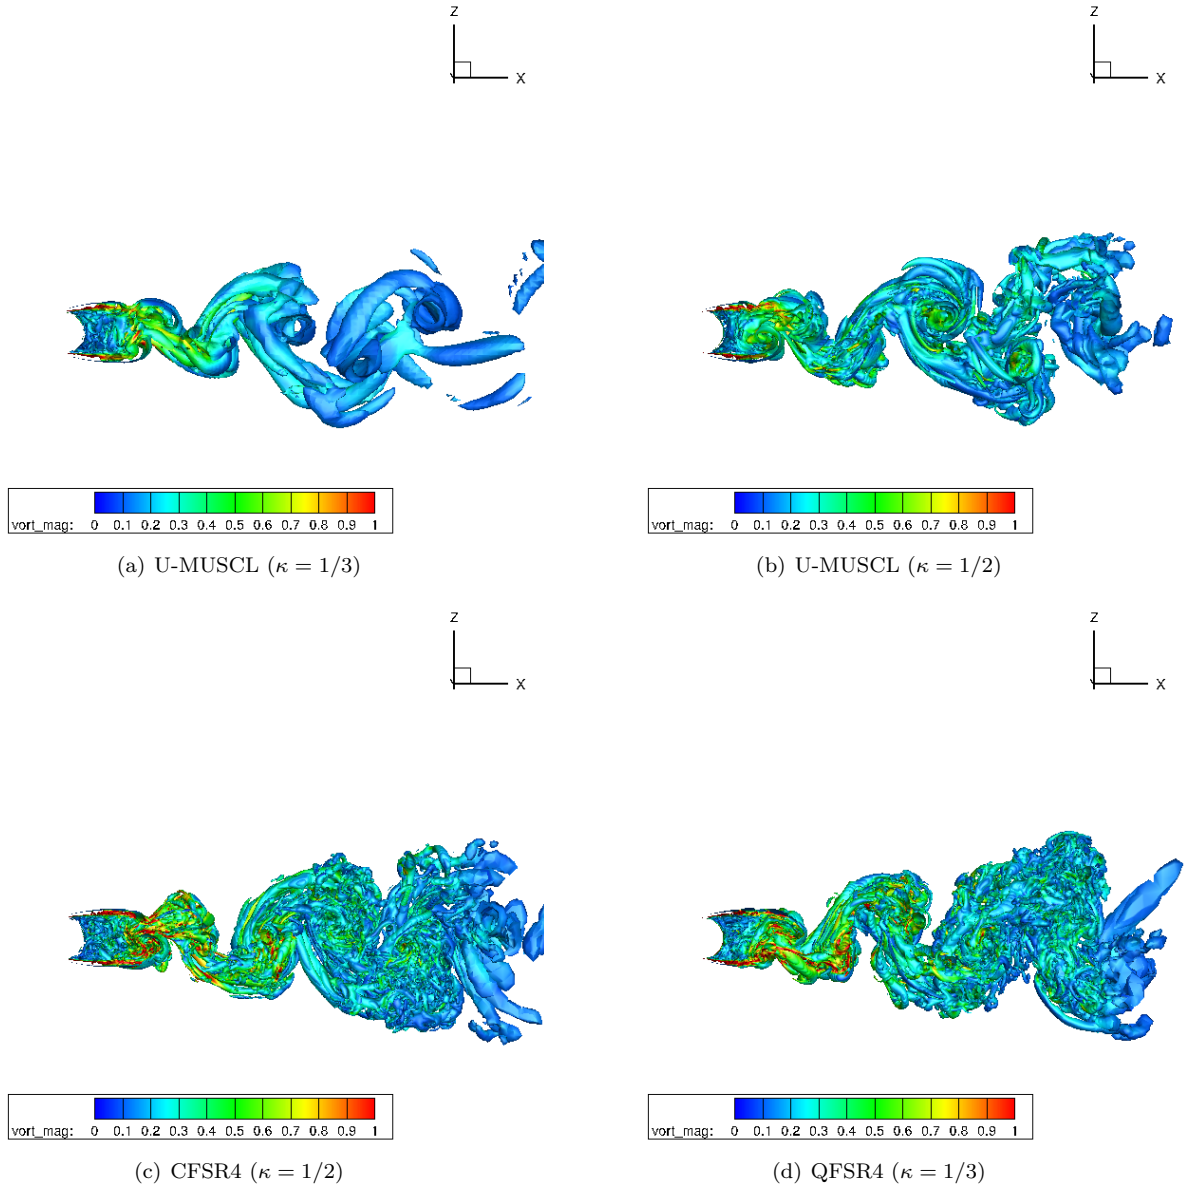 Z
X
Z
X
vort_mag: 0 0.1 0.2 0.3 0.4 0.5 0.6 0.7 0.8 0.9 1
vort_mag: 0 0.1 0.2 0.3 0.4 0.5 0.6 0.7 0.8 0.9 1
(a) U-MUSCL (κ = 1/3)
(b) U-MUSCL (κ = 1/2)
Z
X
Z
X
vort_mag: 0 0.1 0.2 0.3 0.4 0.5 0.6 0.7 0.8 0.9 1
vort_mag: 0 0.1 0.2 0.3 0.4 0.5 0.6 0.7 0.8 0.9 1
(c) CFSR4 (κ = 1/2)
(d) QFSR4 (κ = 1/3)